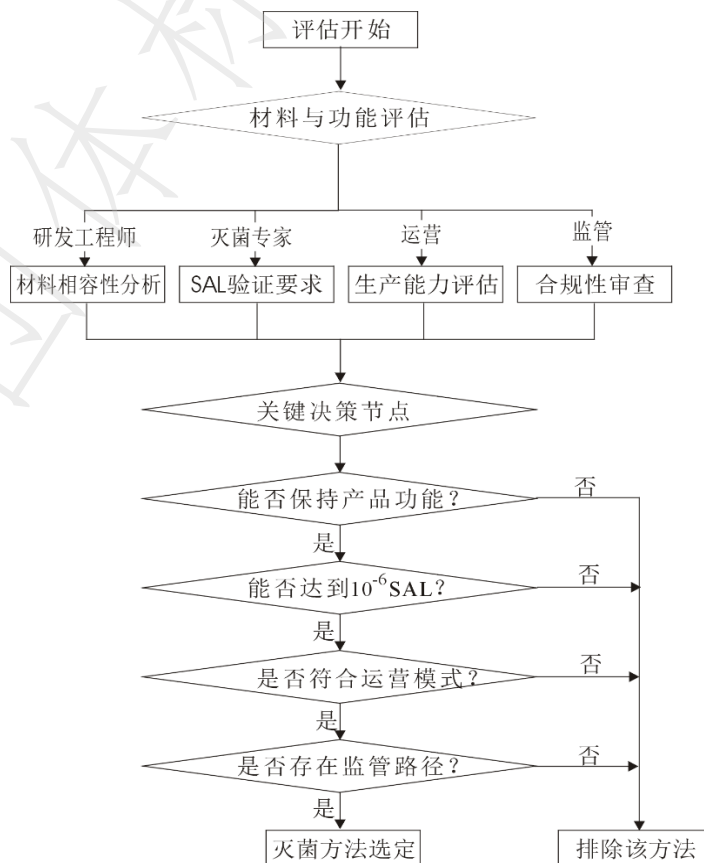 评估开始
材料与功能评估
研发工程师 灭菌专家 运营 监管
材料相容性分析 SAL验证要求 生产能力评估 合规性审查
关键决策节点
能否保持产品功能？ 否
是
能否达到10⁻⁶SAL？ 否
是
是否符合运营模式？ 否
是
是否存在监管路径？ 否
是
灭菌方法选定 排除该方法